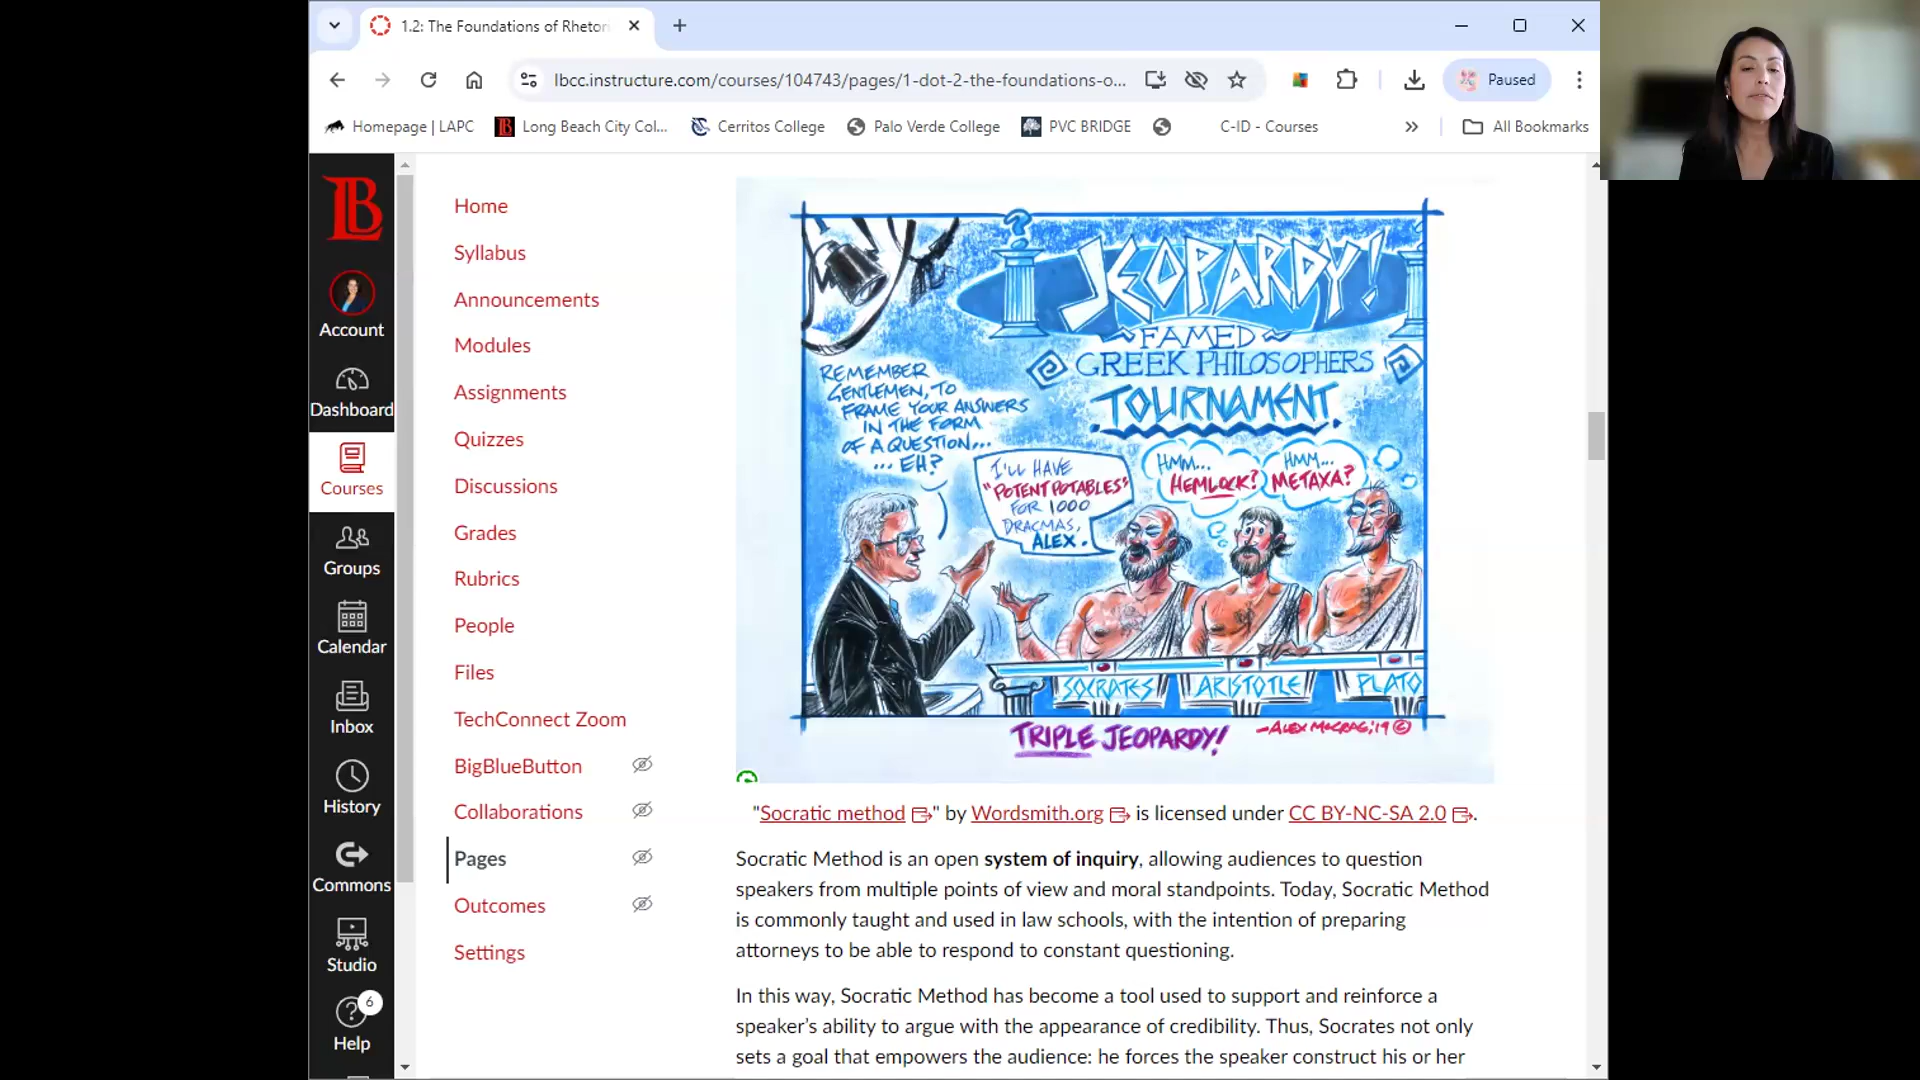 1.2: The Foundations of Rhetori
lbcc.instructure.com/courses/104743/pages/1-dot-2-the-foundations-o...
Paused
Homepage | LAPC
Long Beach City Col...
Cerritos College
Palo Verde College
PVC BRIDGE
C-ID - Courses
All Bookmarks
LB
Account
Dashboard
Courses
Groups
Calendar
Inbox
History
Commons
Studio
6
Help
Home
Syllabus
Announcements
Modules
Assignments
Quizzes
Discussions
Grades
Rubrics
People
Files
TechConnect Zoom
BigBlueButton
Collaborations
Pages
Outcomes
Settings
JEOPARDY!
~FAMED~
GREEK PHILOSOPHERS
TOURNAMENT
REMEMBER
GENTLEMEN, TO
FRAME YOUR ANSWERS
IN THE FORM
OF A QUESTION...
... EH?
I'LL HAVE
"POTENT POTABLES"
FOR 1000
DRACMAS,
ALEX.
HMM...
HEMLOCK?
HMM...
METAXA?
SOCRATES
ARISTOTLE
PLATO
TRIPLE JEOPARDY!
-ALEX MCCRAE, '19 ©
"Socratic method" by Wordsmith.org is licensed under CC BY-NC-SA 2.0.
Socratic Method is an open system of inquiry, allowing audiences to question
speakers from multiple points of view and moral standpoints. Today, Socratic Method
is commonly taught and used in law schools, with the intention of preparing
attorneys to be able to respond to constant questioning.
In this way, Socratic Method has become a tool used to support and reinforce a
speaker's ability to argue with the appearance of credibility. Thus, Socrates not only
sets a goal that empowers the audience: he forces the speaker construct his or her